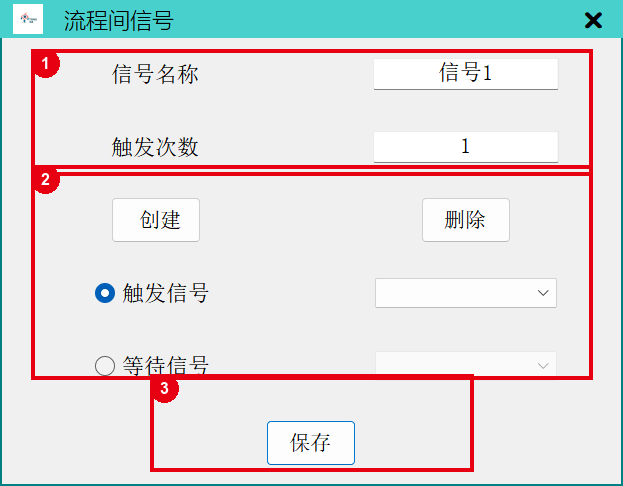 流程间信号
1
信号名称 信号1
触发次数 1
2
创建 删除
触发信号
等待信号
3
保存